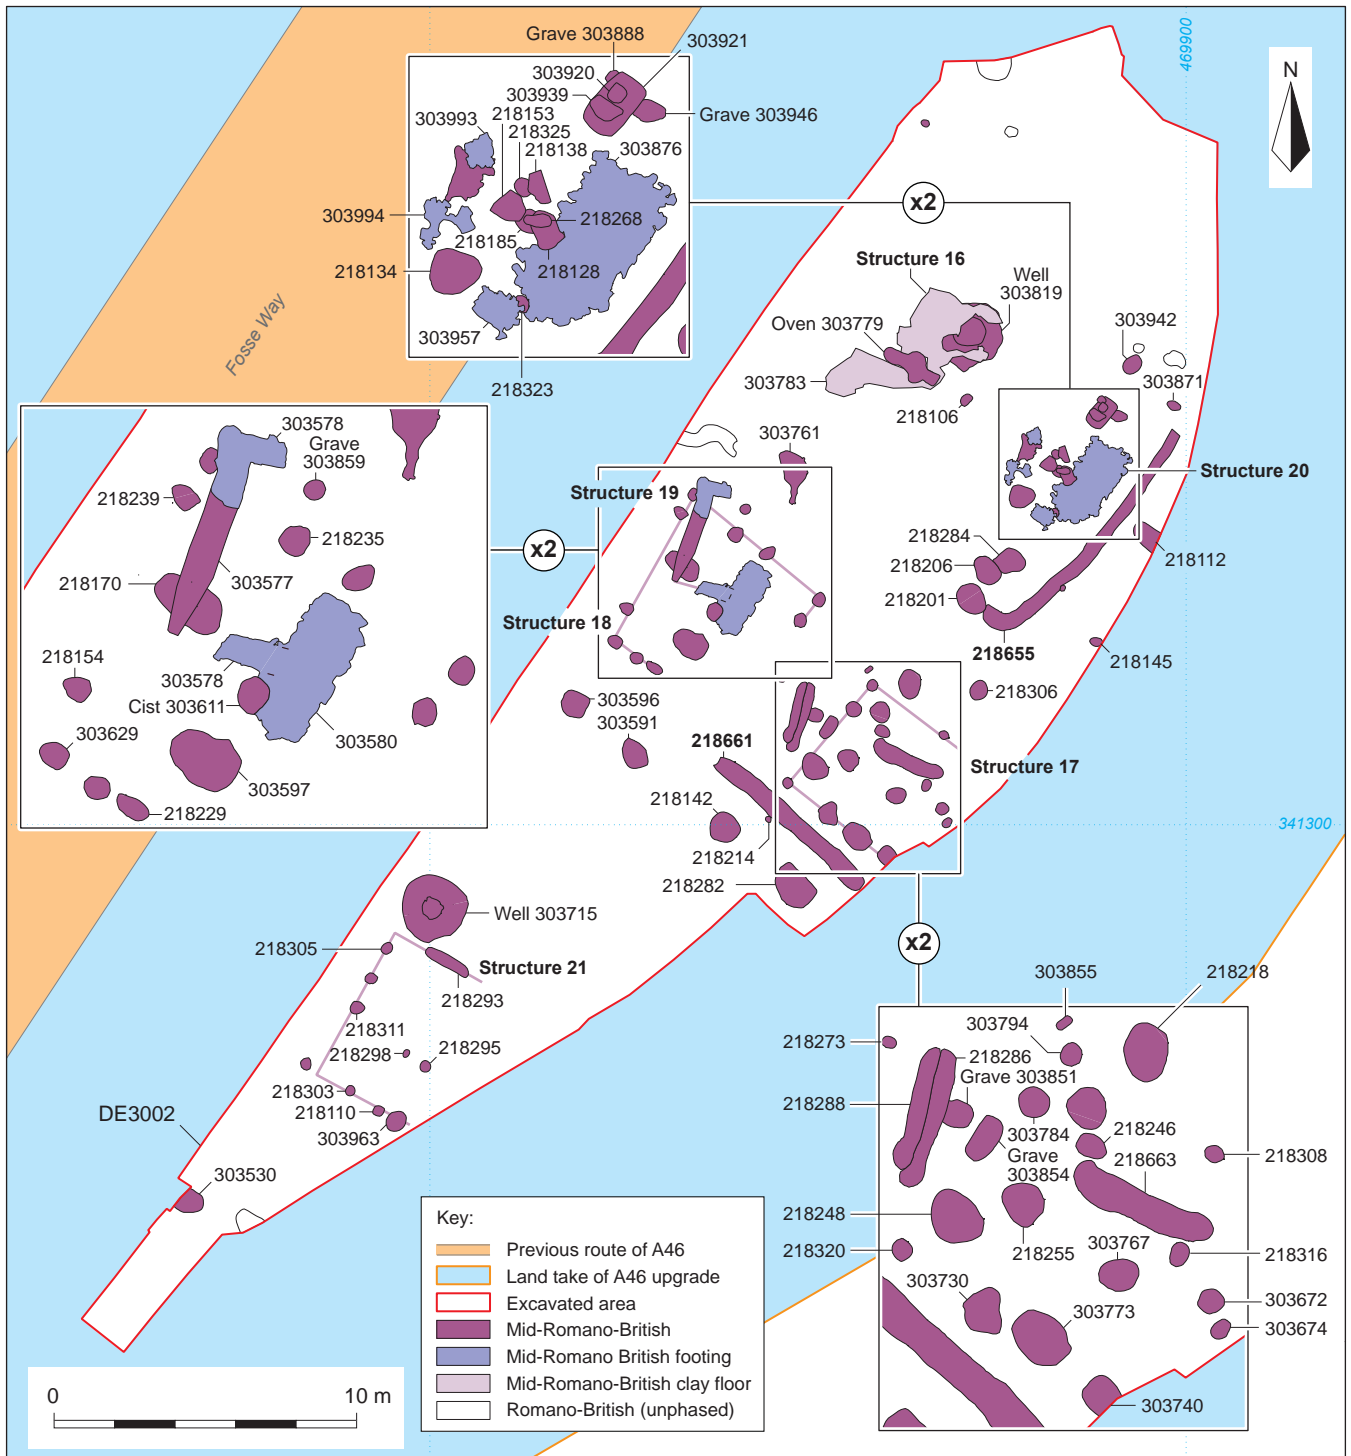 Grave 303888
303921
303920
303939
218153
218325
218138
Grave 303946
303993
303876
303994
218268
218185
218134
218128
303957
218323
469900
N
x2
Fosse Way
Structure 16
Well
303819
Oven 303779
303942
303783
303871
218106
303578
Grave
303859
303761
218239
Structure 19
Structure 20
218235
x2
218284
218112
218206
218170
303577
218201
Structure 18
218655
218154
218145
303578
218306
Cist 303611
303596
303591
218661
303629
303580
Structure 17
303597
218142
218229
341300
218214
218282
Well 303715
x2
218305
Structure 21
218293
303855
218218
218311
303794
218273
218298
218295
218286
Grave 303851
218303
218288
DE3002
218110
303784
218246
303963
Grave
303854
218663
218308
303530
218248
218320
218255
303767
218316
303730
303672
303773
303674
303740
Key:
Previous route of A46
Land take of A46 upgrade
Excavated area
Mid-Romano-British
Mid-Romano British footing
Mid-Romano-British clay floor
Romano-British (unphased)
0
10 m